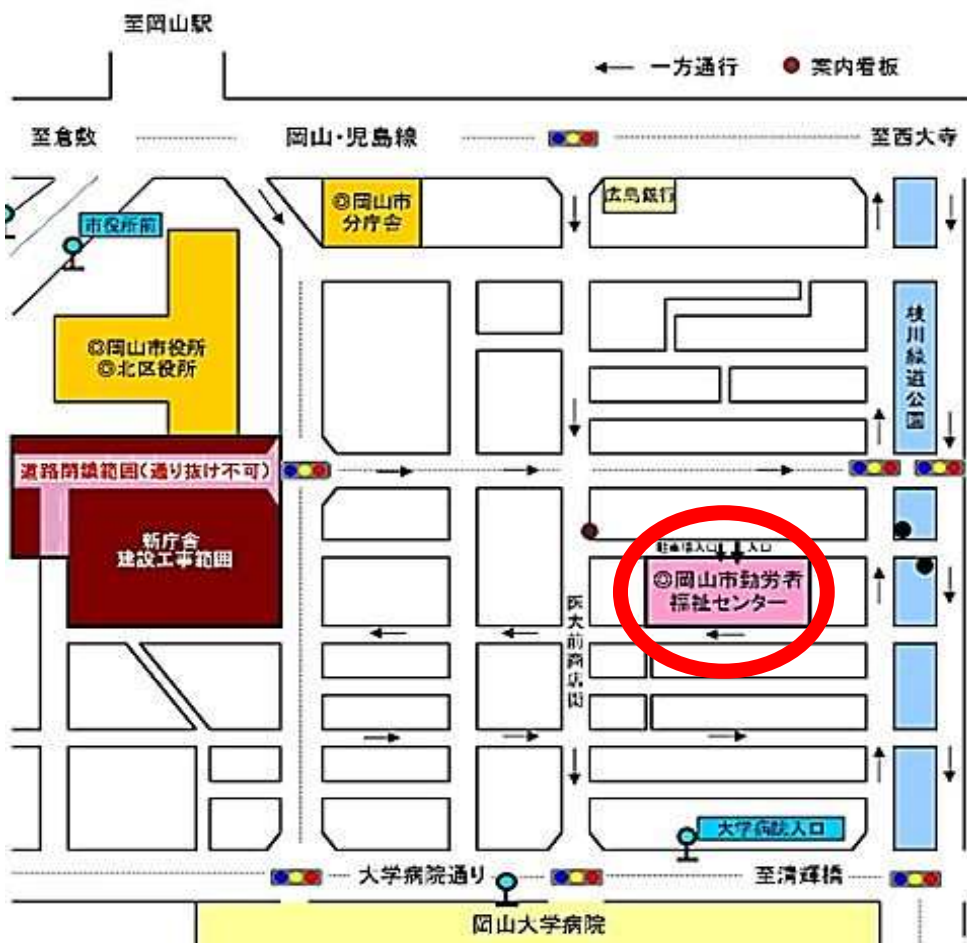 至岡山駅
← 一方通行 ● 案内看板
至倉敷
岡山・児島線
至西大寺
◎岡山市
分庁舎
広島銀行
市役所前
◎岡山市役所
◎北区役所
枝川緑道公園
道路閉鎖範囲(通り抜け不可)
新庁舎
建設工事範囲
駐車場入口
入口
◎岡山市勤労者
福祉センター
医大前商店街
大学病院入口
大学病院通り
至清輝橋
岡山大学病院